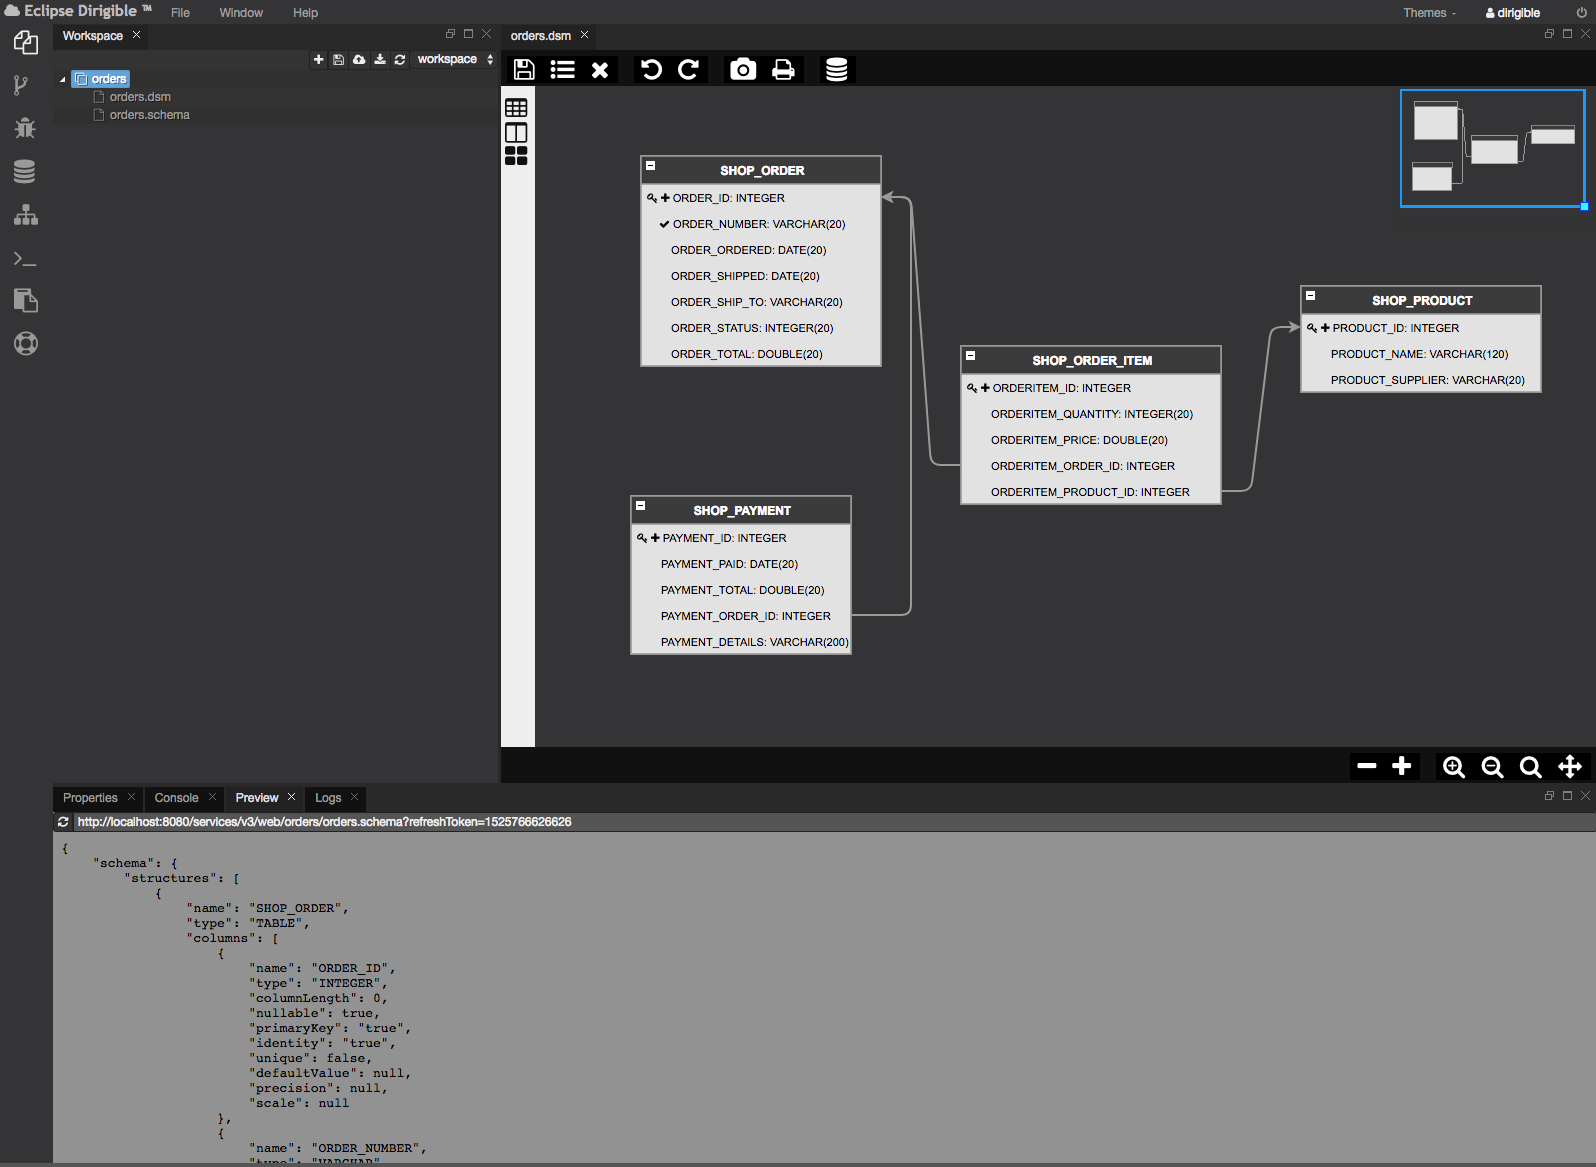 Eclipse Dirigible ™ File Window Help Themes dirigible
Workspace
workspace
orders
orders.dsm
orders.schema
orders.dsm
SHOP_ORDER
ORDER_ID: INTEGER
ORDER_NUMBER: VARCHAR(20)
ORDER_ORDERED: DATE(20)
ORDER_SHIPPED: DATE(20)
ORDER_SHIP_TO: VARCHAR(20)
ORDER_STATUS: INTEGER(20)
ORDER_TOTAL: DOUBLE(20)
SHOP_PRODUCT
PRODUCT_ID: INTEGER
PRODUCT_NAME: VARCHAR(120)
PRODUCT_SUPPLIER: VARCHAR(20)
SHOP_ORDER_ITEM
ORDERITEM_ID: INTEGER
ORDERITEM_QUANTITY: INTEGER(20)
ORDERITEM_PRICE: DOUBLE(20)
ORDERITEM_ORDER_ID: INTEGER
ORDERITEM_PRODUCT_ID: INTEGER
SHOP_PAYMENT
PAYMENT_ID: INTEGER
PAYMENT_PAID: DATE(20)
PAYMENT_TOTAL: DOUBLE(20)
PAYMENT_ORDER_ID: INTEGER
PAYMENT_DETAILS: VARCHAR(200)
Properties Console Preview Logs
http://localhost:8080/services/v3/web/orders/orders.schema?refreshToken=1525766626626
{
"schema": {
"structures": [
{
"name": "SHOP_ORDER",
"type": "TABLE",
"columns": [
{
"name": "ORDER_ID",
"type": "INTEGER",
"columnLength": 0,
"nullable": true,
"primaryKey": "true",
"identity": "true",
"unique": false,
"defaultValue": null,
"precision": null,
"scale": null
},
{
"name": "ORDER_NUMBER",
"type": "VARCHAR"